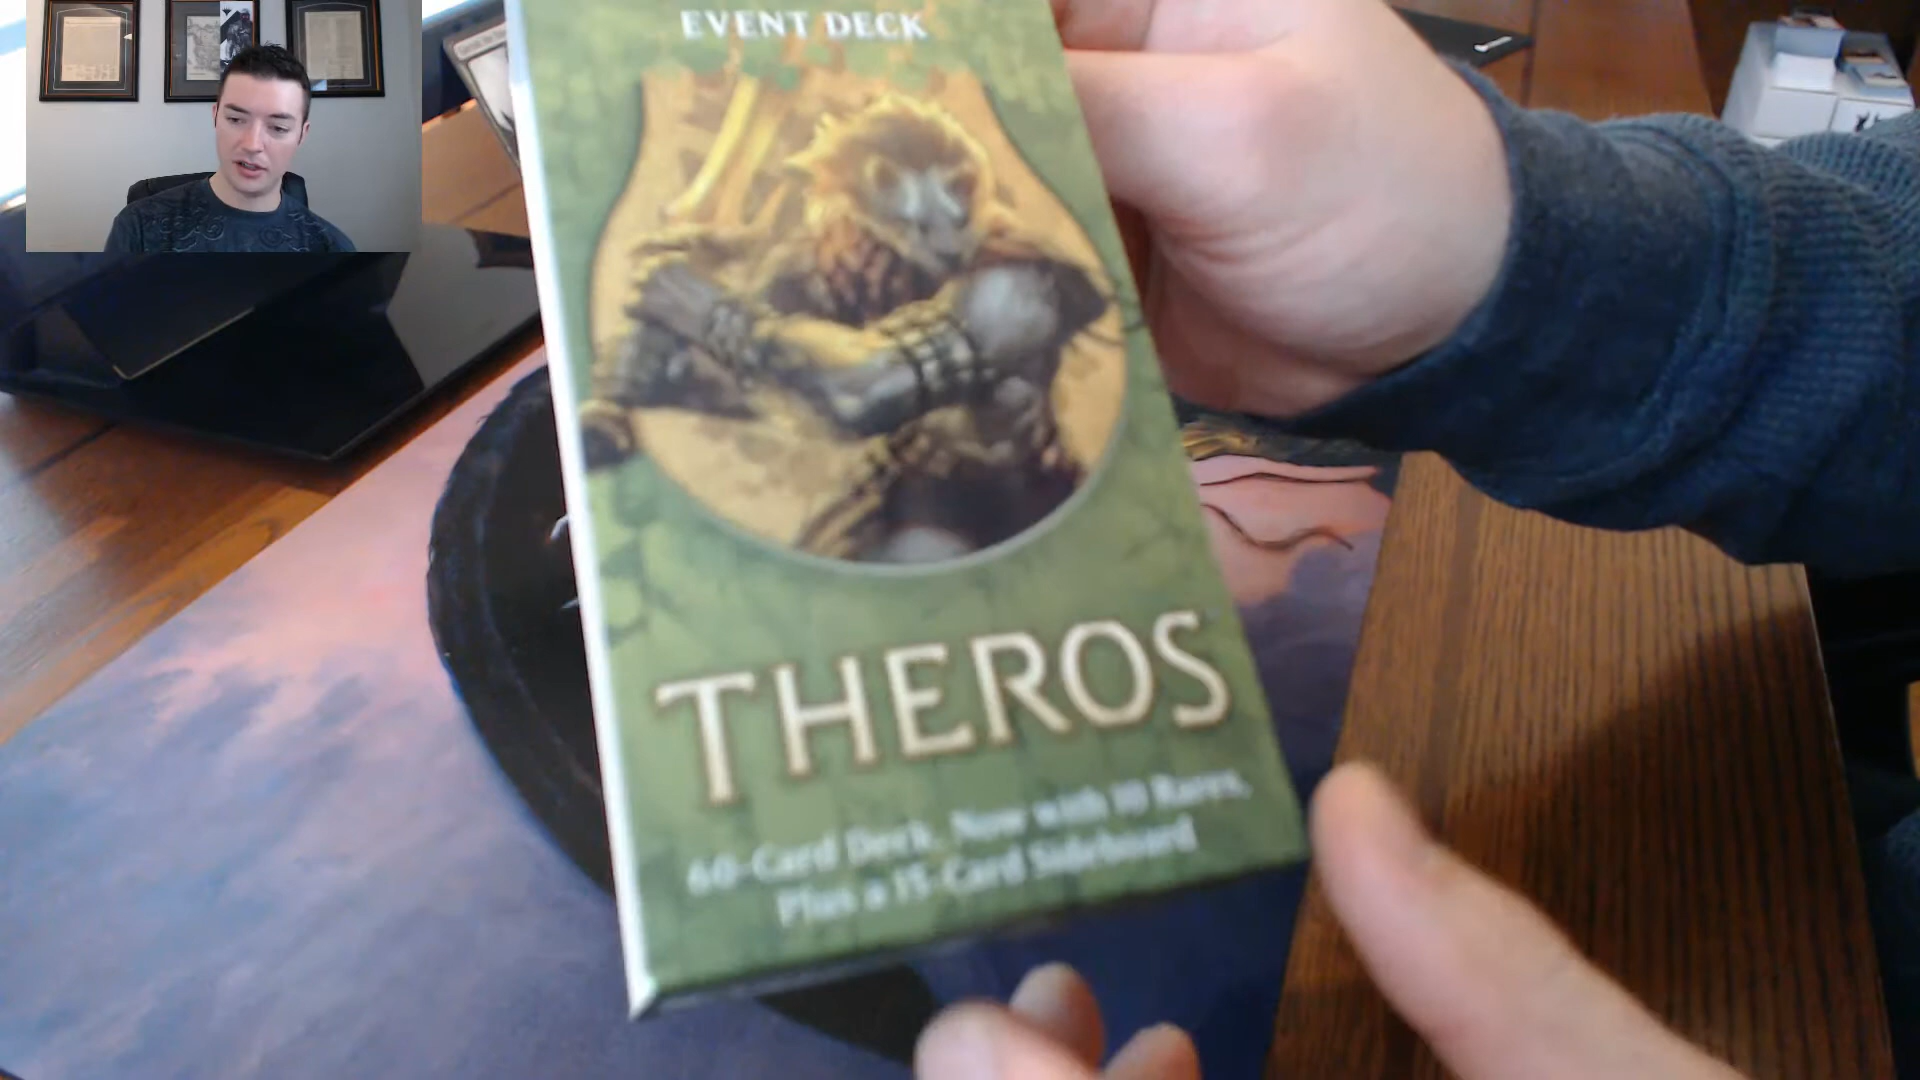 EVENT DECK
THEROS
60-Card Deck. Now with 10 Rares,
Plus a 15-Card Sideboard